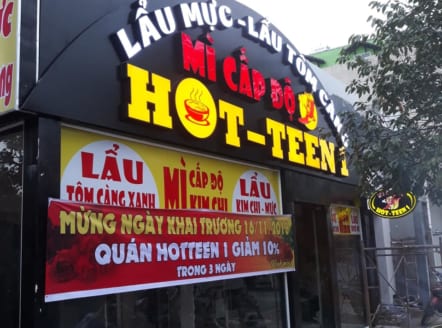 LẨU MỰC - LẨU TÔM CÀNG
MÌ CẤP ĐỘ
HOT-TEEN 1
LẨU
TÔM CÀNG XANH
MÌ CẤP ĐỘ
KIM CHI
LẨU
KIM CHI - MỰC
MỪNG NGÀY KHAI TRƯƠNG 16/11
QUÁN HOTTEEN 1 GIẢM 10%
TRONG 3 NGÀY
HOT-TEEN